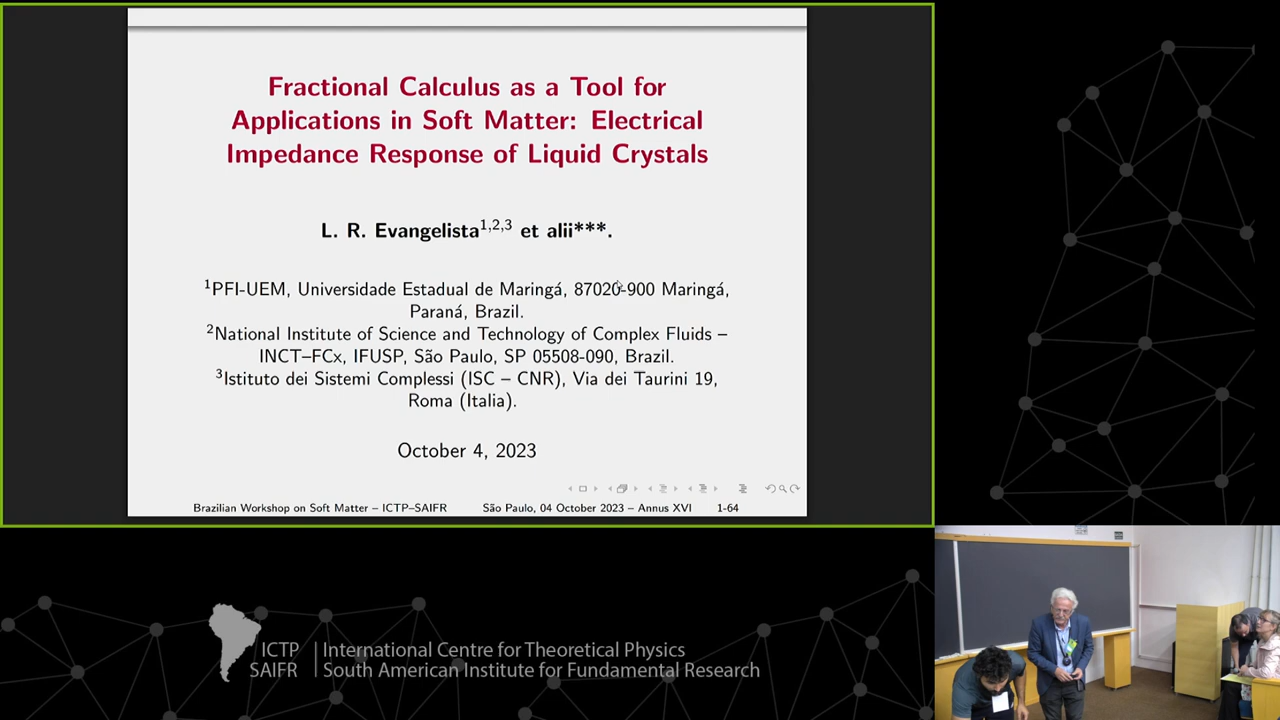 Fractional Calculus as a Tool for
Applications in Soft Matter: Electrical
Impedance Response of Liquid Crystals
L. R. Evangelista1,2,3 et alii***.
1PFI-UEM, Universidade Estadual de Maringá, 87020-900 Maringá,
Paraná, Brazil.
2National Institute of Science and Technology of Complex Fluids –
INCT–FCx, IFUSP, São Paulo, SP 05508-090, Brazil.
3Istituto dei Sistemi Complessi (ISC – CNR), Via dei Taurini 19,
Roma (Italia).
October 4, 2023
Brazilian Workshop on Soft Matter – ICTP–SAIFR São Paulo, 04 October 2023 – Annus XVI 1-64
ICTP International Centre for Theoretical Physics
SAIFR South American Institute for Fundamental Research